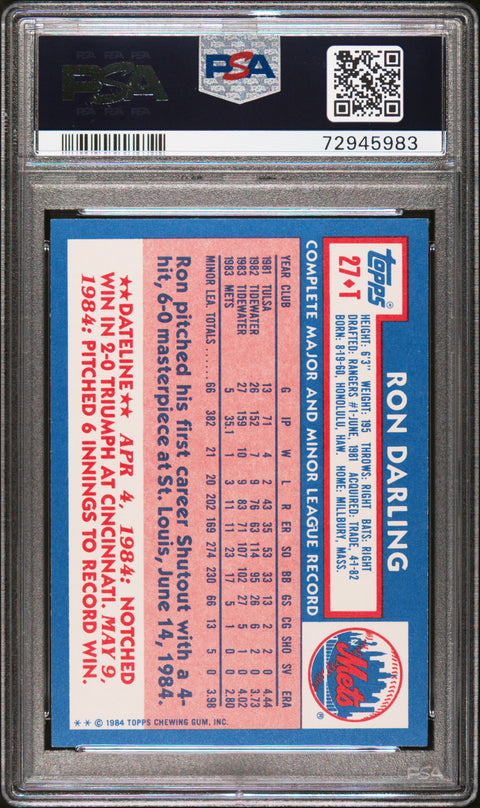 PSA
PSA
72945983
topps®
27♦T
RON DARLING
HEIGHT: 6'3" WEIGHT: 195 THROWS: RIGHT BATS: RIGHT
DRAFTED: RANGERS #1-JUNE, 1981 ACQUIRED: TRADE, 4-1-82
BORN: 8-19-60, HONOLULU, HAW. HOME: MILLBURY, MASS.
Mets
®
COMPLETE MAJOR AND MINOR LEAGUE RECORD
YEAR CLUB G IP W L R ER SO BB GS CG SHO SV ERA
1981 TULSA 13 71 4 2 43 35 53 33 13 2 0 0 4.44
1982 TIDEWATER 26 152 7 9 76 63 114 95 26 6 2 0 3.73
1983 TIDEWATER 27 159 10 9 83 71 107 102 27 5 1 0 4.02
1983 METS 5 35.1 1 3 11 11 23 17 5 1 0 0 2.80
MINOR LEA. TOTALS ...... 66 382 21 20 202 169 274 230 66 13 5 0 3.98
Ron pitched his first career Shutout with a 4-
hit, 6-0 masterpiece at St. Louis, June 14, 1984.
★★DATELINE★★ APR 4, 1984: NOTCHED
WIN IN 2-0 TRIUMPH AT CINCINNATI. MAY 9,
1984: PITCHED 6 INNINGS TO RECORD WIN.
** © 1984 TOPPS CHEWING GUM, INC.
PSA